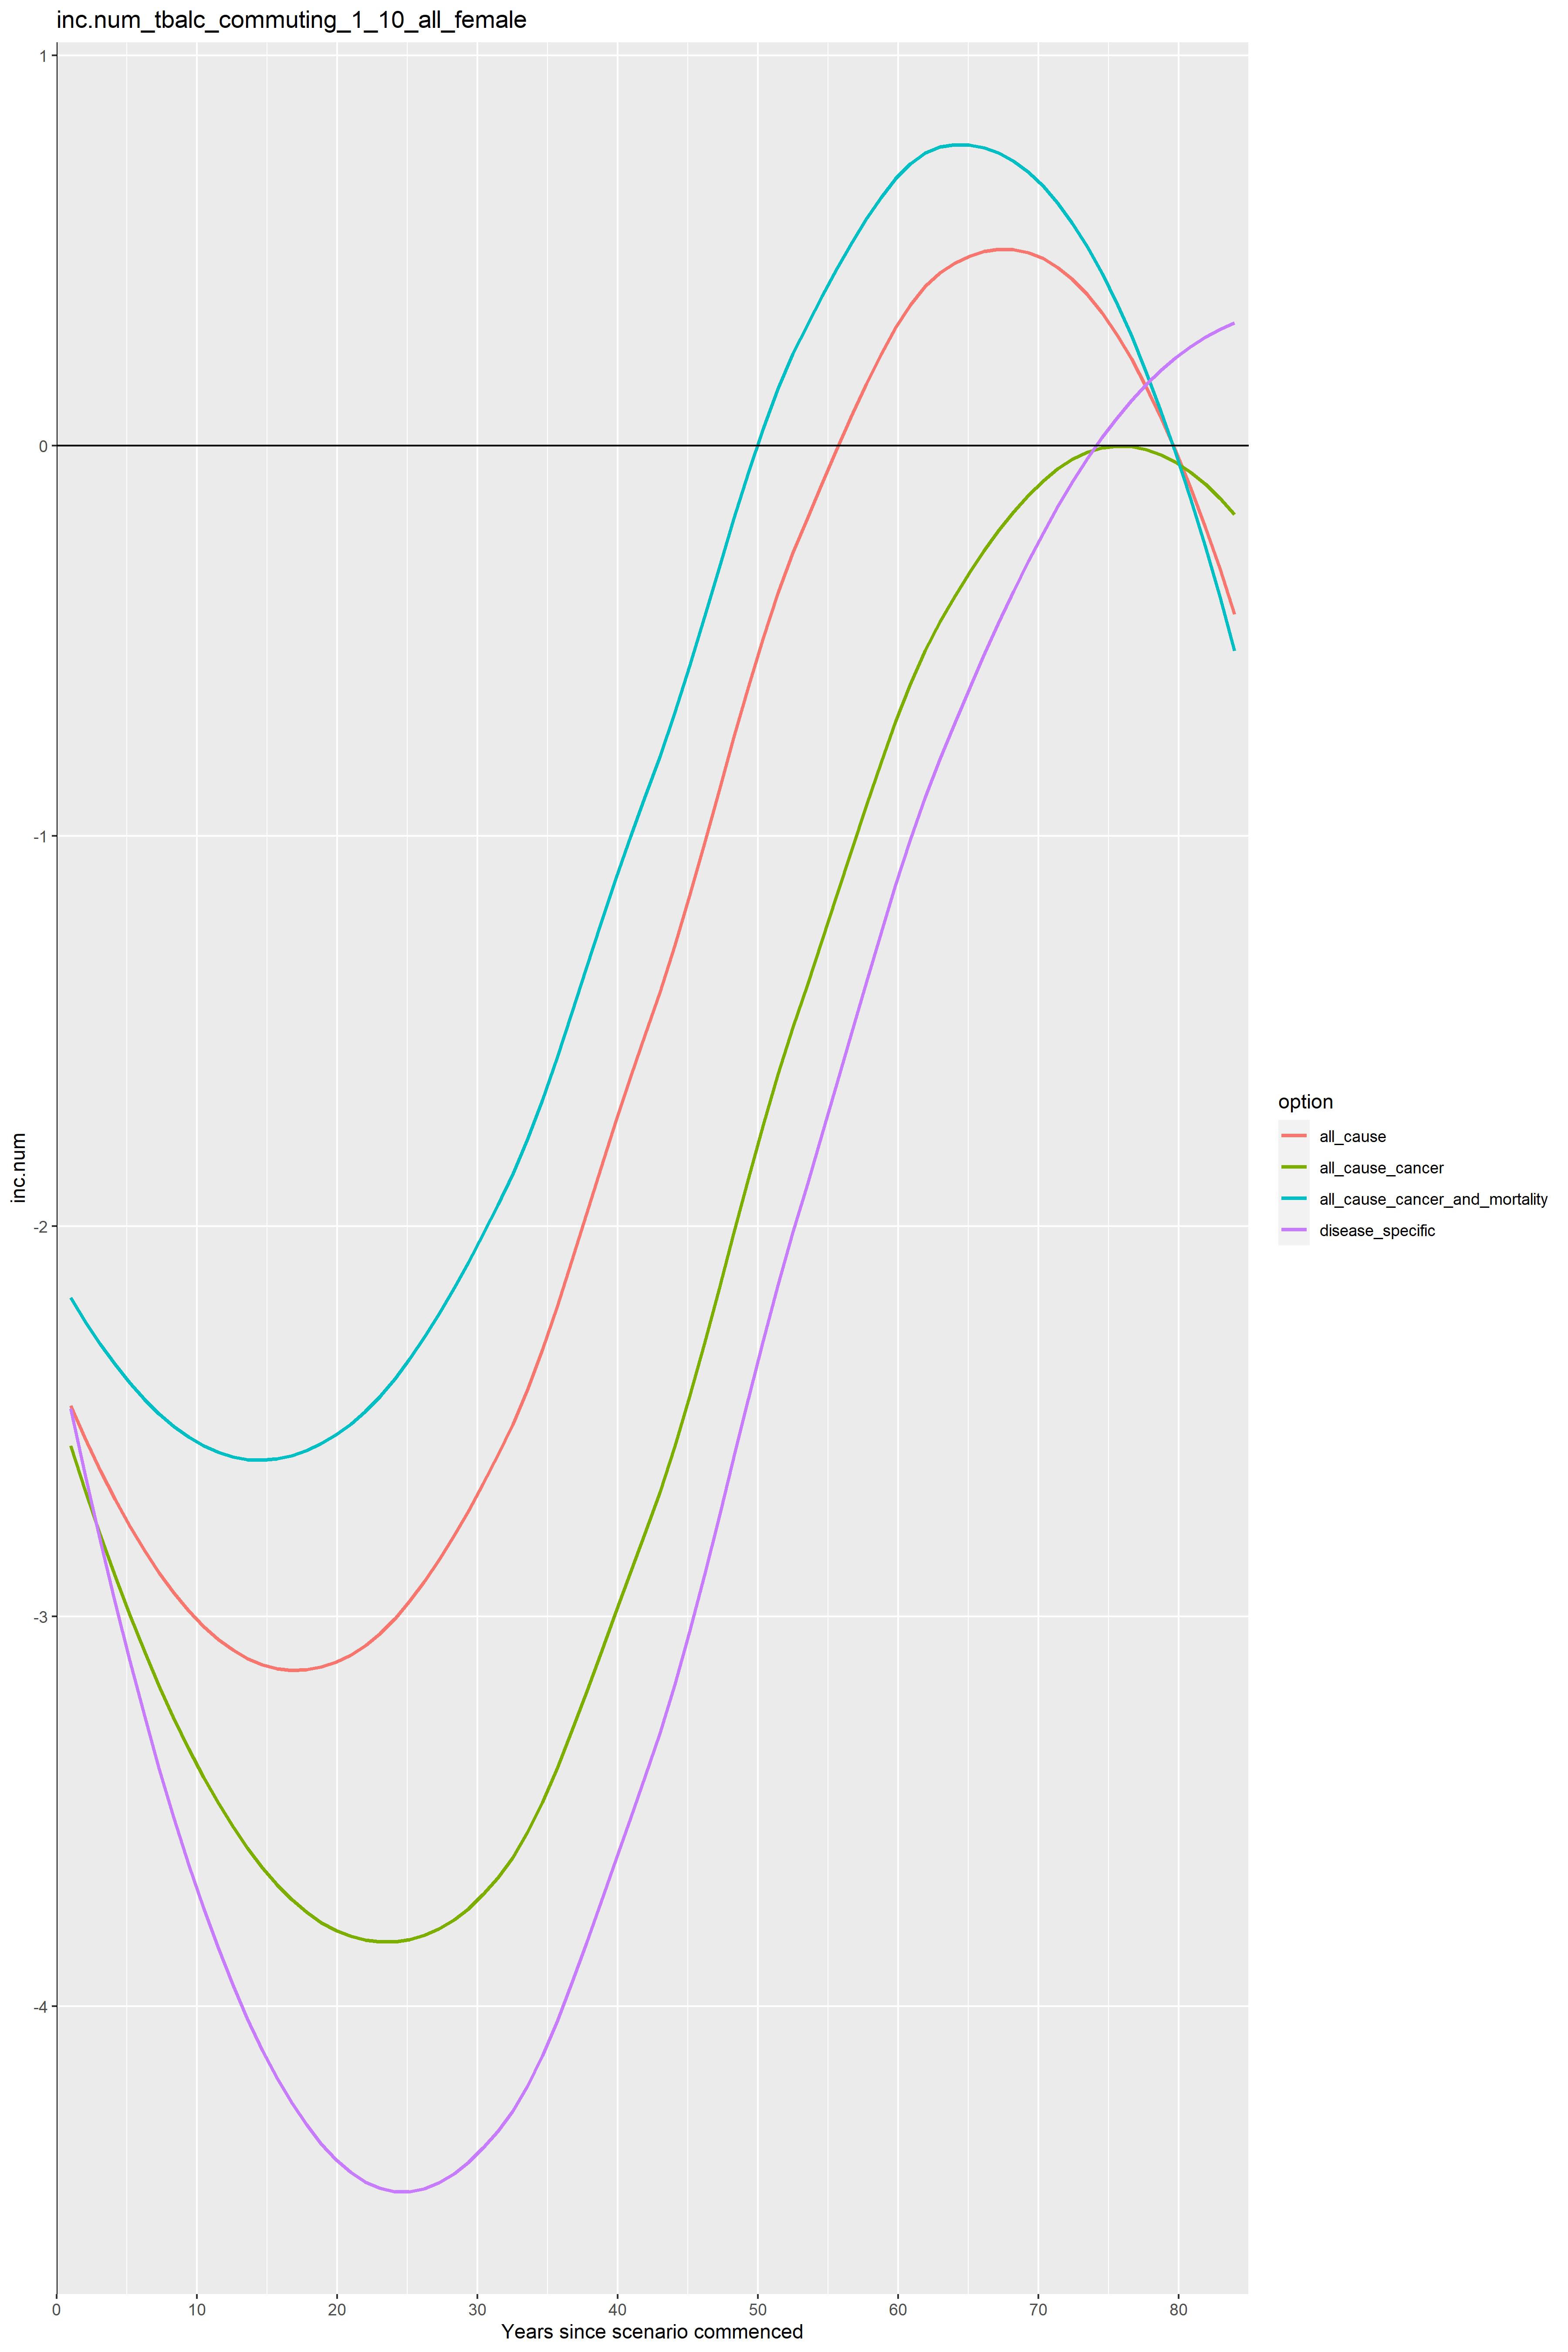 inc.num_tbalc_commuting_1_10_all_female
1
0
-1
-2
-3
-4
inc.num
0 10 20 30 40 50 60 70 80
Years since scenario commenced
option
all_cause
all_cause_cancer
all_cause_cancer_and_mortality
disease_specific